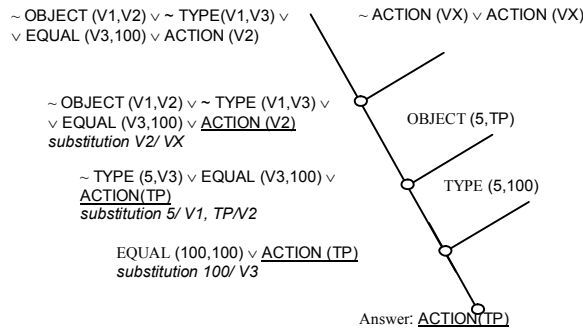 ~ OBJECT (V1,V2) ∨ ~ TYPE(V1,V3) ∨
∨ EQUAL (V3,100) ∨ ACTION (V2)
~ ACTION (VX) ∨ ACTION (VX)
~ OBJECT (V1,V2) ∨ ~ TYPE (V1,V3) ∨
∨ EQUAL (V3,100) ∨ ACTION (V2)
substitution V2/ VX
OBJECT (5,TP)
~ TYPE (5,V3) ∨ EQUAL (V3,100) ∨
ACTION(TP)
substitution 5/ V1, TP/V2
TYPE (5,100)
EQUAL (100,100) ∨ ACTION (TP)
substitution 100/ V3
Answer: ACTION(TP)